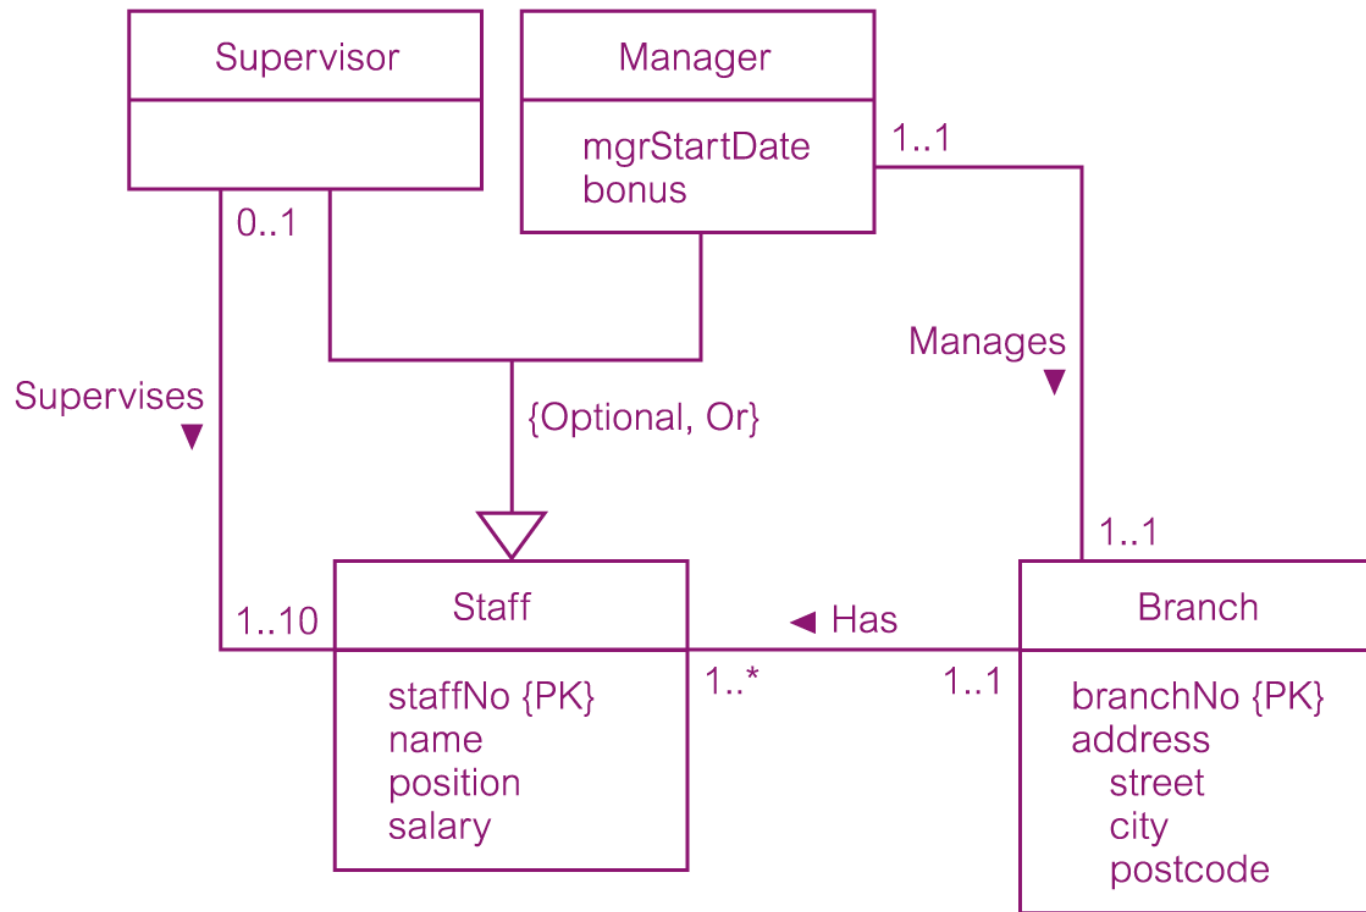 Supervisor
Manager
mgrStartDate
bonus
1..1
0..1
Manages
Supervises
{Optional, Or}
1..1
Staff
Branch
1..10
Has
1..*
1..1
staffNo {PK}
name
position
salary
branchNo {PK}
address
street
city
postcode